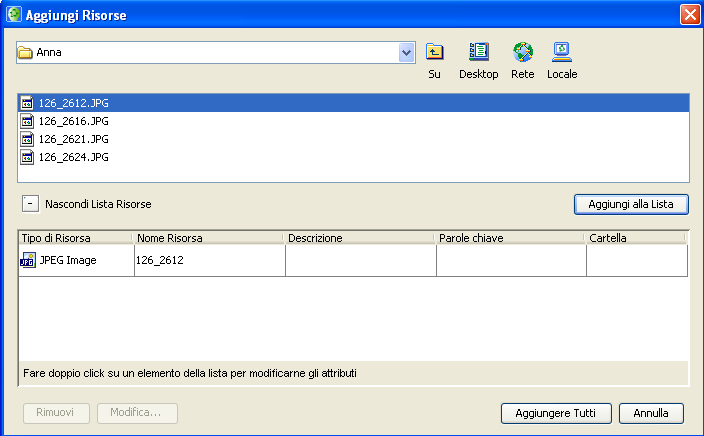 Aggiungi Risorse
Anna
Su Desktop Rete Locale
126_2612.JPG
126_2616.JPG
126_2621.JPG
126_2624.JPG
- Nascondi Lista Risorse Aggiungi alla Lista
Tipo di Risorsa Nome Risorsa Descrizione Parole chiave Cartella
JPG JPEG Image 126_2612
Fare doppio click su un elemento della lista per modificarne gli attributi
Rimuovi Modifica... Aggiungere Tutti Annulla